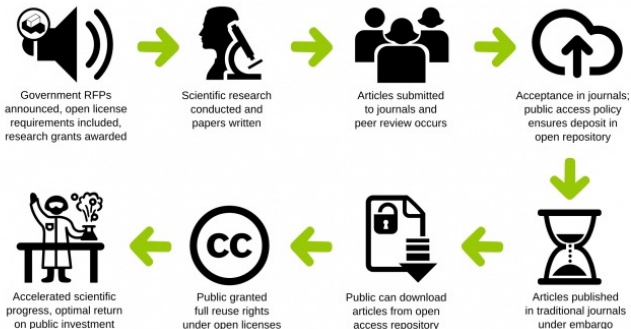 Government RFPs
announced, open license
requirements included,
research grants awarded
Scientific research
conducted and
papers written
Articles submitted
to journals and
peer review occurs
Acceptance in journals;
public access policy
ensures deposit in
open repository
Articles published
in traditional journals
under embargo
Public can download
articles from open
access repository
CC
Public granted
full reuse rights
under open licenses
Accelerated scientific
progress, optimal return
on public investment